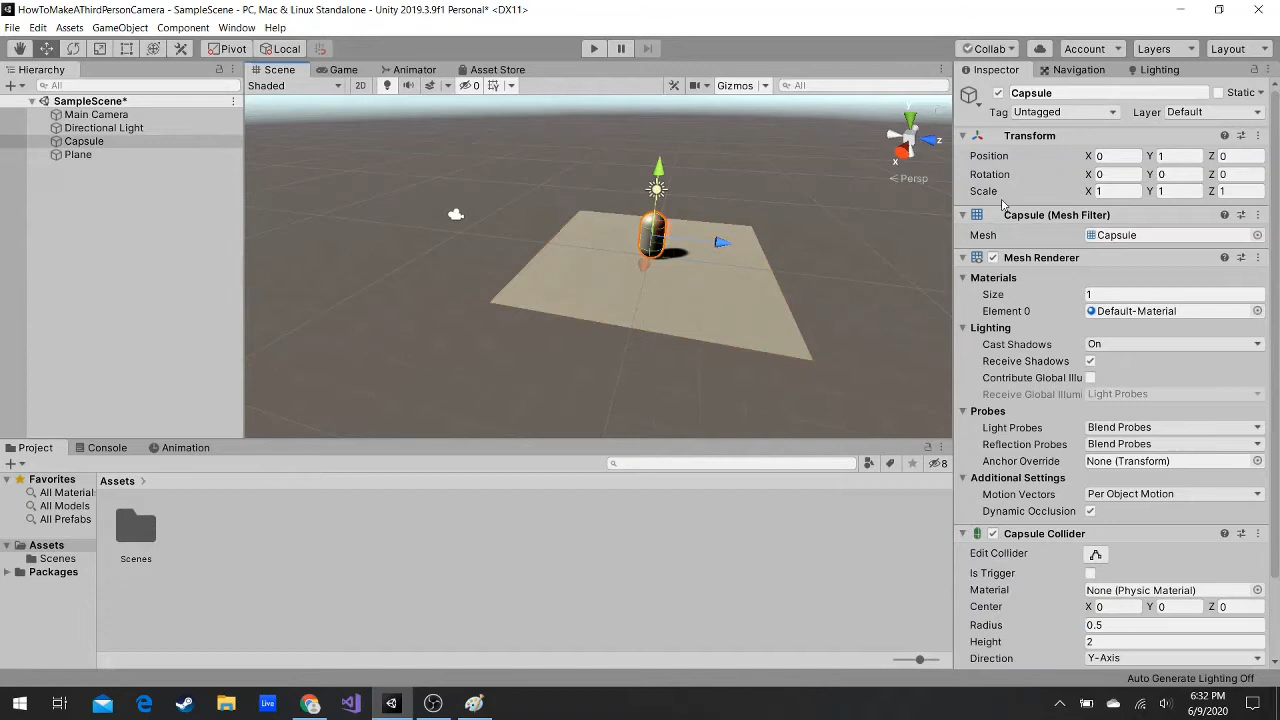 HowToMakeAThirdPersonCamera - SampleScene - PC, Mac & Linux Standalone - Unity 2019.3.9f1 Personal* <DX11>
File Edit Assets GameObject Component Window Help
Pivot Local Collab Account Layers Layout
Hierarchy
All
SampleScene*
Main Camera
Directional Light
Capsule
Plane
Scene Game Animator Asset Store
Shaded 2D 0 Gizmos All
y
z
x
Persp
Inspector Navigation Lighting
Capsule Static
Tag Untagged Layer Default
Transform
Position X 0 Y 1 Z 0
Rotation X 0 Y 0 Z 0
Scale X 1 Y 1 Z 1
Capsule (Mesh Filter)
Mesh Capsule
Mesh Renderer
Materials
Size 1
Element 0 Default-Material
Lighting
Cast Shadows On
Receive Shadows
Contribute Global Illu
Receive Global Illumi Light Probes
Probes
Light Probes Blend Probes
Reflection Probes Blend Probes
Anchor Override None (Transform)
Additional Settings
Motion Vectors Per Object Motion
Dynamic Occlusion
Capsule Collider
Edit Collider
Is Trigger
Material None (Physic Material)
Center X 0 Y 0 Z 0
Radius 0.5
Height 2
Direction Y-Axis
Project Console Animation
8
Favorites
All Material
All Models
All Prefabs
Assets
Scenes
Packages
Assets
Scenes
Auto Generate Lighting Off
Live
6:32 PM
6/9/2020